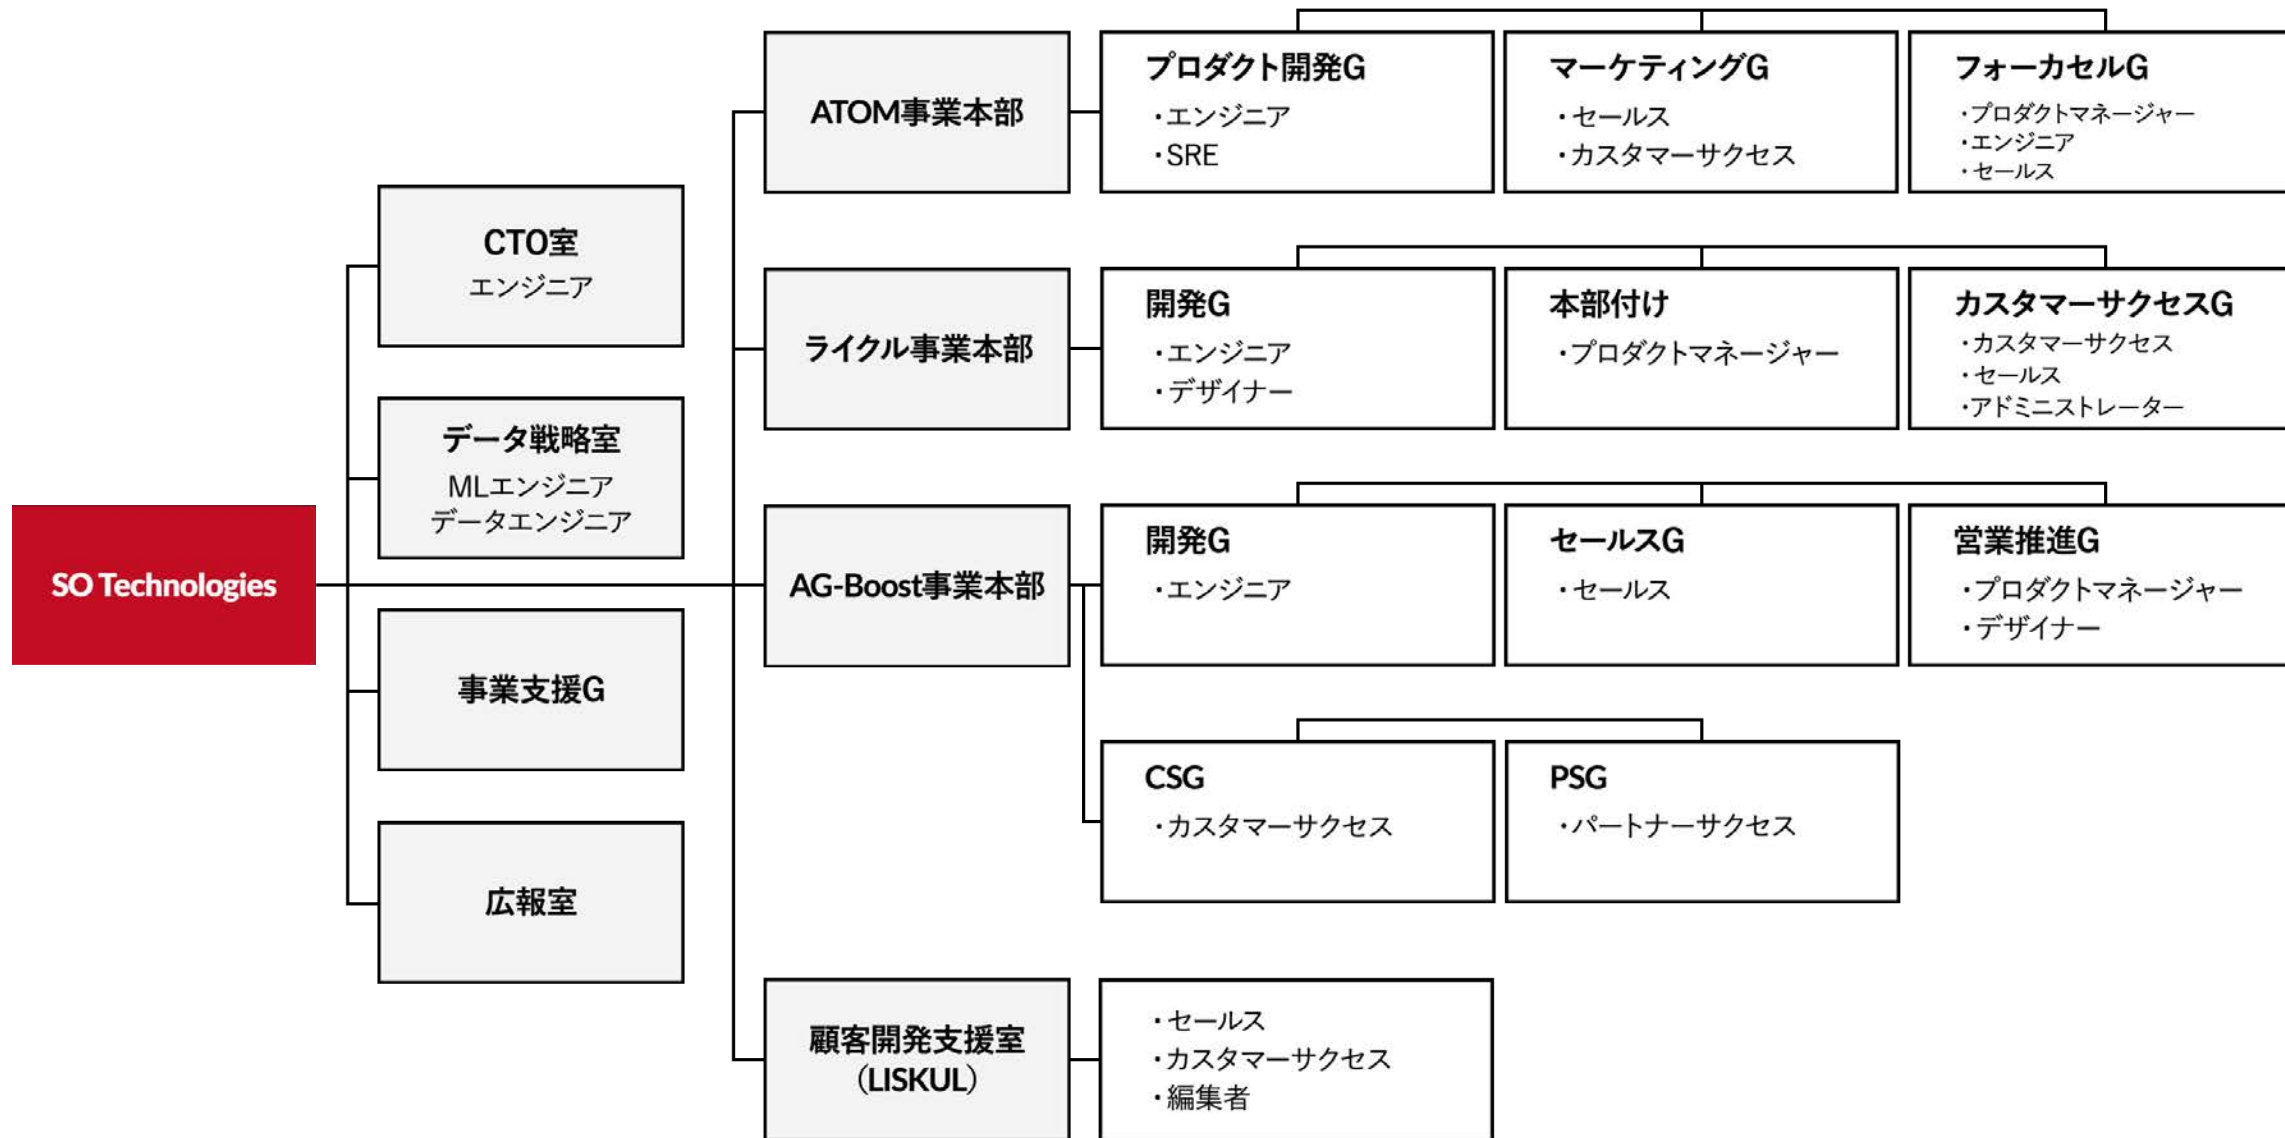 SO Technologies
CTO室
エンジニア
データ戦略室
MLエンジニア
データエンジニア
事業支援G
広報室
ATOM事業本部
プロダクト開発G
・エンジニア
・SRE
マーケティングG
・セールス
・カスタマーサクセス
フォーカセルG
・プロダクトマネージャー
・エンジニア
・セールス
ライクル事業本部
開発G
・エンジニア
・デザイナー
本部付け
・プロダクトマネージャー
カスタマーサクセスG
・カスタマーサクセス
・セールス
・アドミニストレーター
AG-Boost事業本部
開発G
・エンジニア
セールスG
・セールス
営業推進G
・プロダクトマネージャー
・デザイナー
CSG
・カスタマーサクセス
PSG
・パートナーサクセス
顧客開発支援室
（LISKUL）
・セールス
・カスタマーサクセス
・編集者